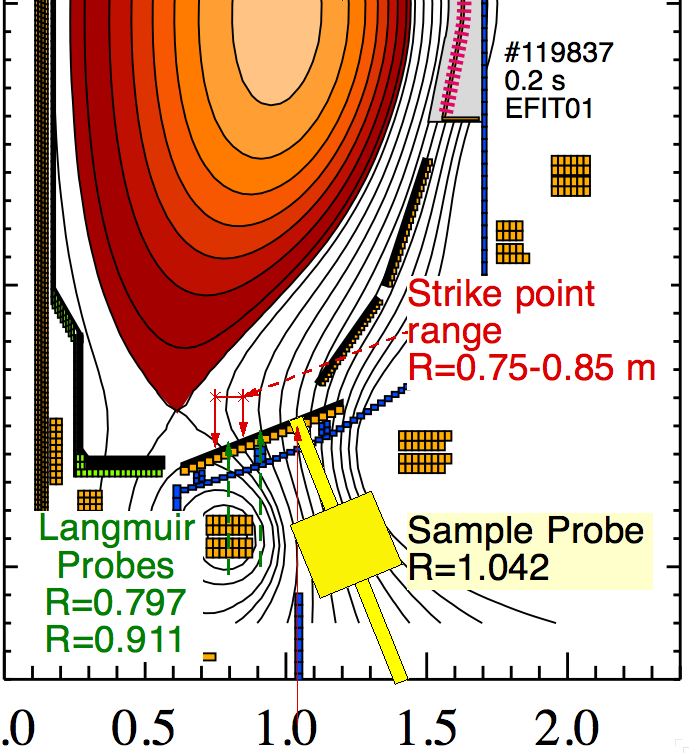 #119837
0.2 s
EFIT01
Strike point
range
R=0.75-0.85 m
Langmuir
Probes
R=0.797
R=0.911
Sample Probe
R=1.042
.0 0.5 1.0 1.5 2.0